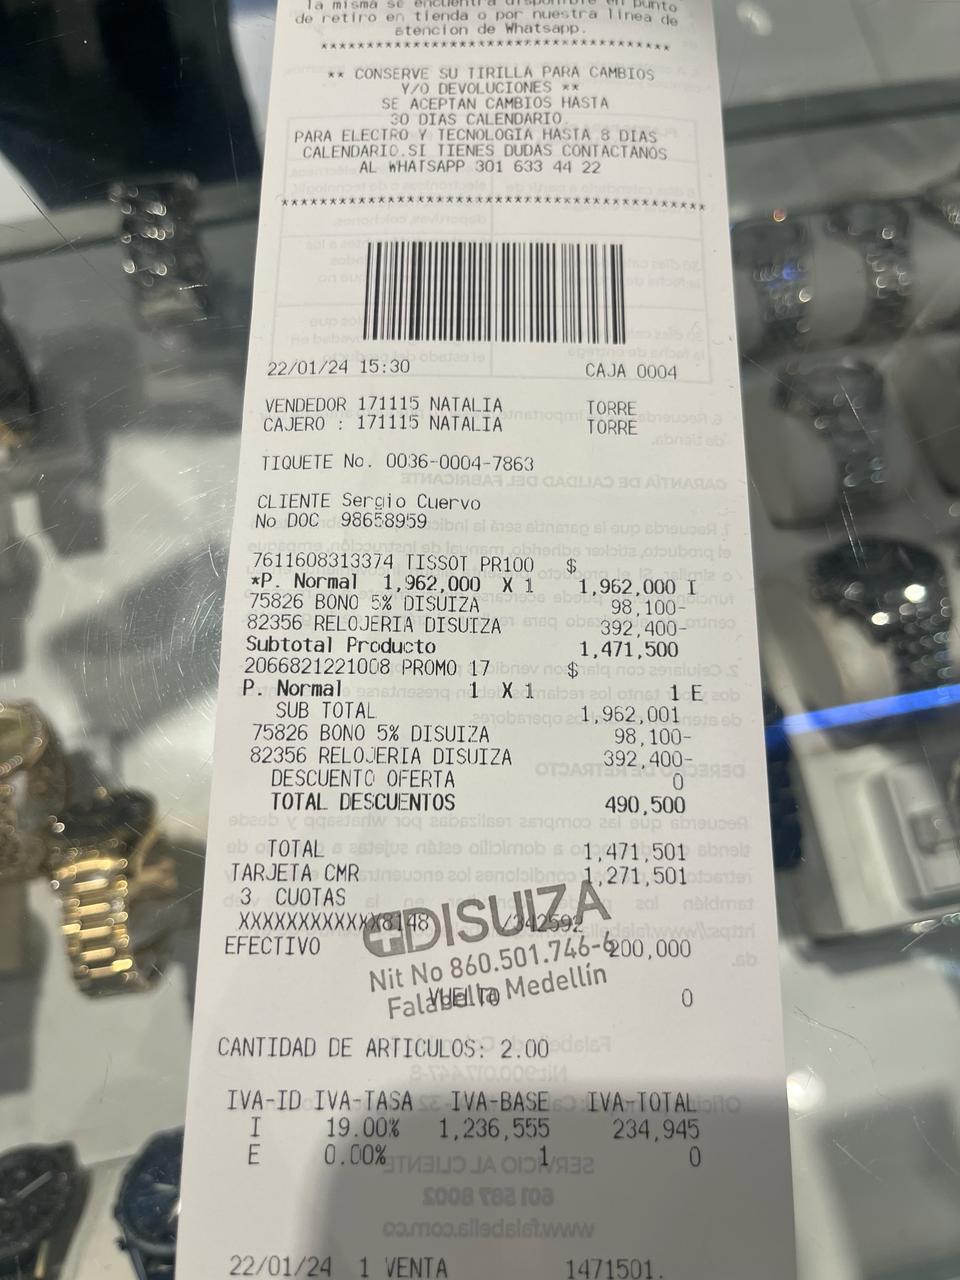 la misma se encuentra disponible en punto
de retiro en tienda o por nuestra linea de
atencion de Whatsapp.
****************************************
** CONSERVE SU TIRILLA PARA CAMBIOS
Y/O DEVOLUCIONES **
SE ACEPTAN CAMBIOS HASTA
30 DIAS CALENDARIO.
PARA ELECTRO Y TECNOLOGIA HASTA 8 DIAS
CALENDARIO.SI TIENES DUDAS CONTACTANOS
AL WHATSAPP 301 633 44 22
****************************************
22/01/24 15:30 CAJA 0004
VENDEDOR 171115 NATALIA TORRE
CAJERO : 171115 NATALIA TORRE
TIQUETE No. 0036-0004-7863
CLIENTE Sergio Cuervo
No DOC 98658959
7611608313374 TISSOT PR100 $
*P. Normal 1,962,000 X 1 1,962,000 I
75826 BONO 5% DISUIZA 98,100-
82356 RELOJERIA DISUIZA 392,400-
Subtotal Producto 1,471,500
2066821221008 PROMO 17 $
P. Normal 1 X 1 1 E
SUB TOTAL 1,962,001
75826 BONO 5% DISUIZA 98,100-
82356 RELOJERIA DISUIZA 392,400-
DESCUENTO OFERTA 0
TOTAL DESCUENTOS 490,500
TOTAL 1,471,501
TARJETA CMR 1,271,501
3 CUOTAS
XXXXXXXXXXXX8148 /342592
EFECTIVO 200,000
DISUIZA
Nit No 860.501.746-6
Falabella Medellín
VUELTO 0
CANTIDAD DE ARTICULOS: 2.00
IVA-ID IVA-TASA IVA-BASE IVA-TOTAL
I 19.00% 1,236,555 234,945
E 0.00% 1 0
22/01/24 1 VENTA 1471501.